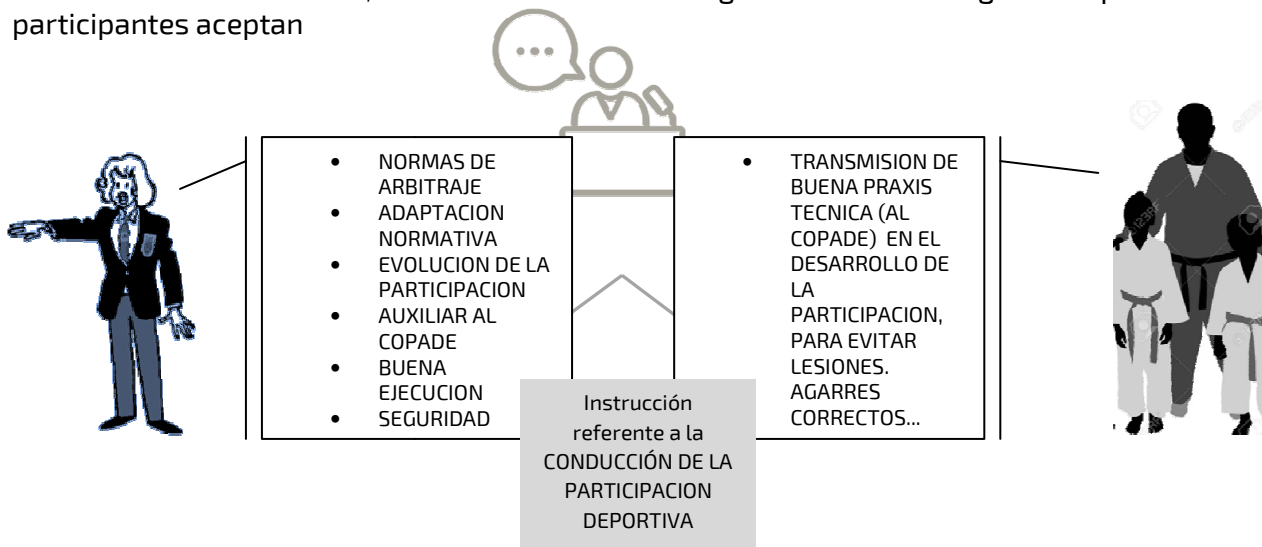 participantes aceptan
• NORMAS DE
ARBITRAJE
• ADAPTACION
NORMATIVA
• EVOLUCION DE LA
PARTICIPACION
• AUXILIAR AL
COPADE
• BUENA
EJECUCION
• SEGURIDAD
• TRANSMISION DE
BUENA PRAXIS
TECNICA (AL
COPADE) EN EL
DESARROLLO DE
LA
PARTICIPACION,
PARA EVITAR
LESIONES.
AGARRES
CORRECTOS...
Instrucción
referente a la
CONDUCCIÓN DE LA
PARTICIPACION
DEPORTIVA